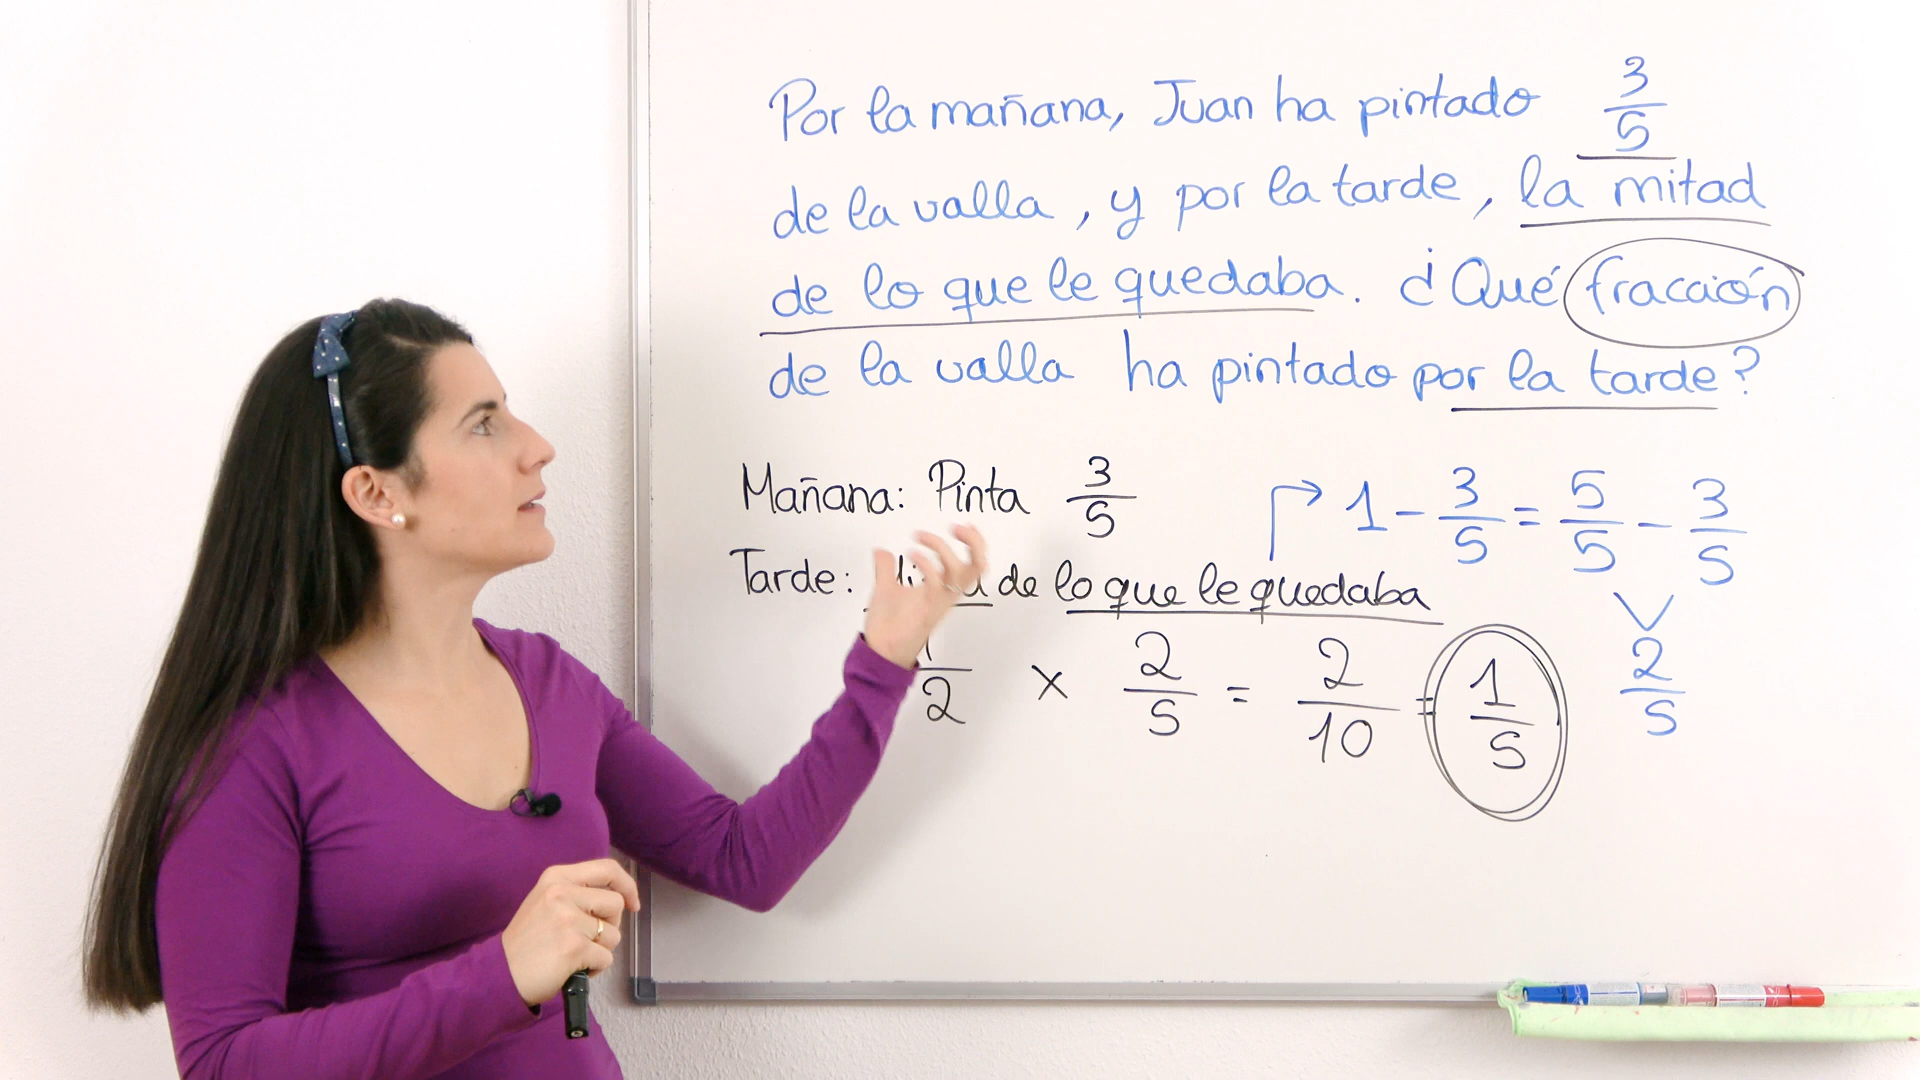 Por la mañana, Juan ha pintado 3/5
de la valla, y por la tarde, la mitad
de lo que le quedaba. ¿Qué fracción
de la valla ha pintado por la tarde?
Mañana: Pinta 3/5
1 - 3/5 = 5/5 - 3/5
Tarde: de lo que le quedaba
2/5
1/2 x 2/5 = 2/10 = 1/5